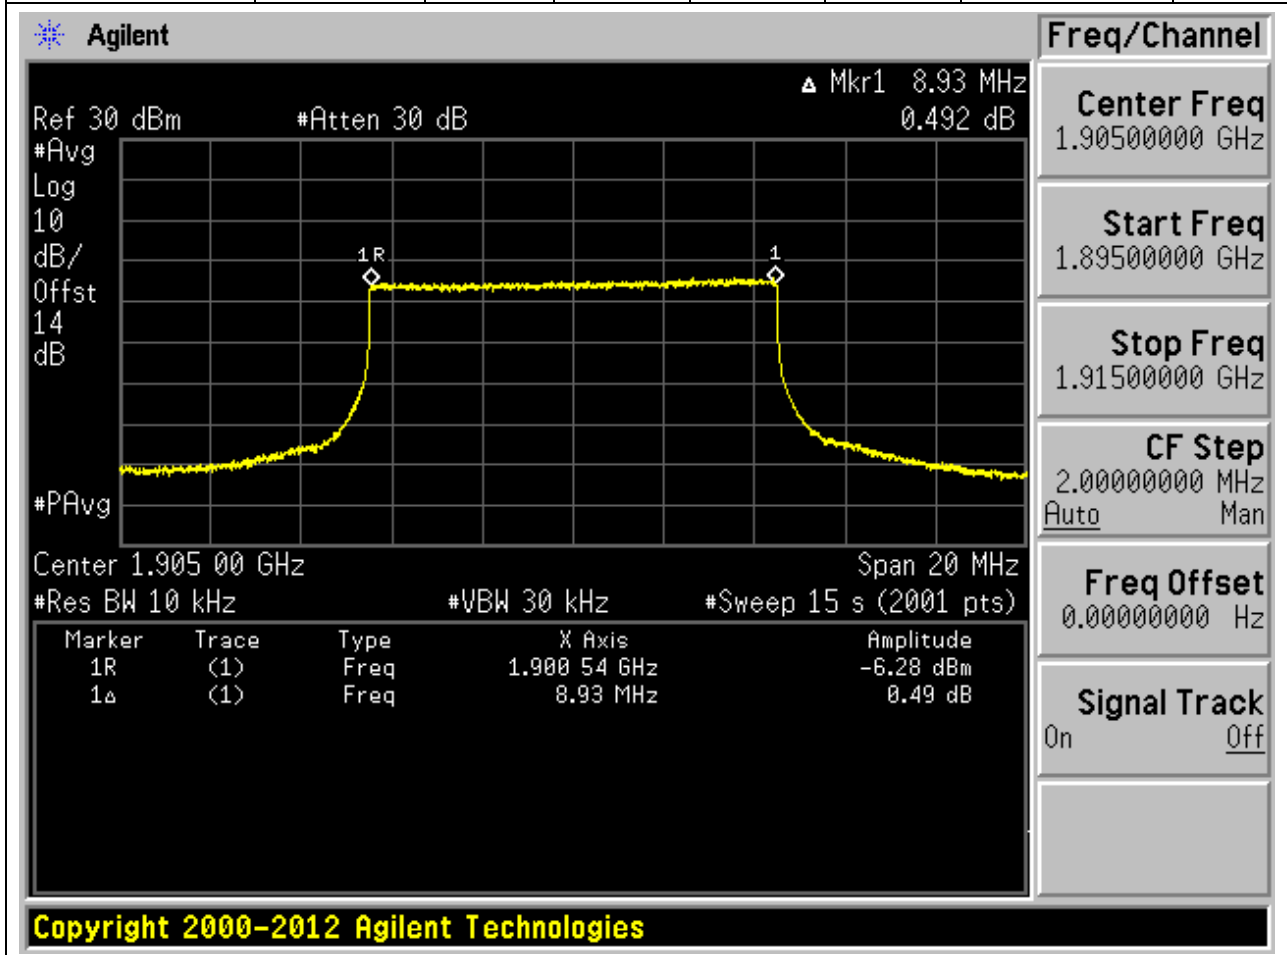 Agilent
Freq/Channel
▵ Mkr1 8.93 MHz
Ref 30 dBm #Atten 30 dB 0.492 dB
#Avg
Log
10
dB/
Offst
14
dB
1R
1
#PAvg
Center 1.905 00 GHz Span 20 MHz
#Res BW 10 kHz #VBW 30 kHz #Sweep 15 s (2001 pts)
Marker Trace Type X Axis Amplitude
1R (1) Freq 1.900 54 GHz -6.28 dBm
1▵ (1) Freq 8.93 MHz 0.49 dB
Center Freq
1.90500000 GHz
Start Freq
1.89500000 GHz
Stop Freq
1.91500000 GHz
CF Step
2.00000000 MHz
Auto Man
Freq Offset
0.00000000 Hz
Signal Track
On Off
Copyright 2000-2012 Agilent Technologies